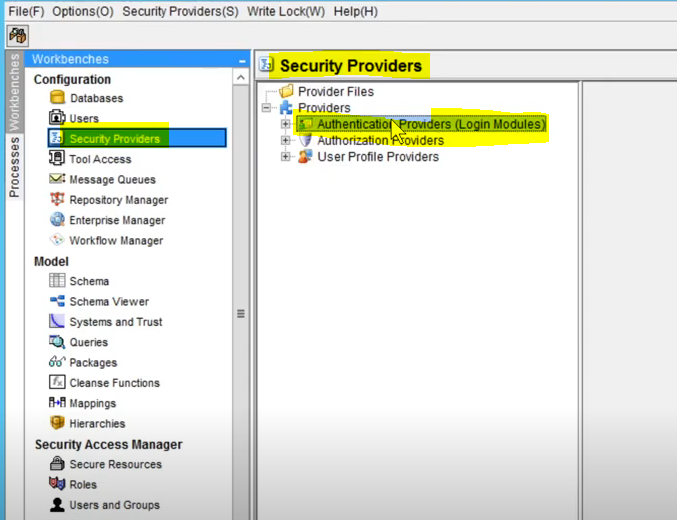 File(F) Options(O) Security Providers(S) Write Lock(W) Help(H)
Processes Workbenches
Workbenches
Configuration
Databases
Users
Security Providers
Tool Access
Message Queues
Repository Manager
Enterprise Manager
Workflow Manager
Model
Schema
Schema Viewer
Systems and Trust
Queries
Packages
Cleanse Functions
Mappings
Hierarchies
Security Access Manager
Secure Resources
Roles
Users and Groups
Security Providers
Provider Files
Providers
Authentication Providers (Login Modules)
Authorization Providers
User Profile Providers